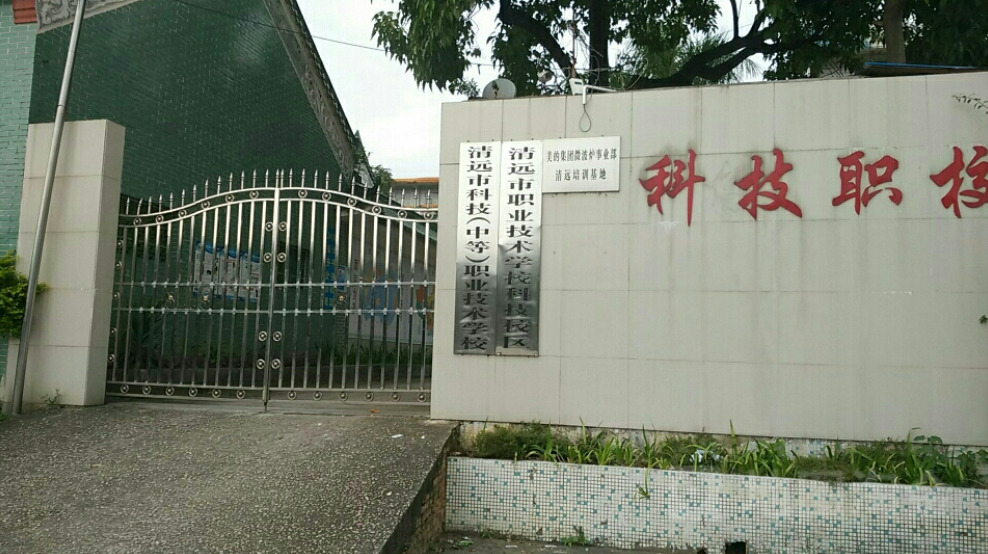 清远市科技(中等)职业技术学校
清远市职业技术学校科技校区
美的集团微波炉事业部
清远培训基地
科技职校